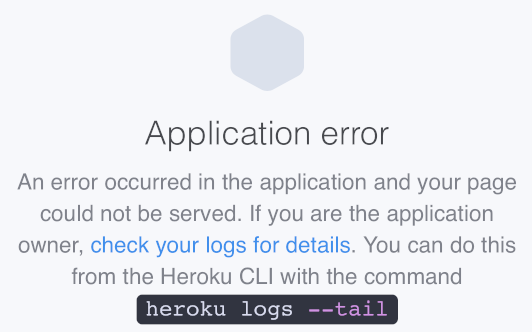 Application error
An error occurred in the application and your page
could not be served. If you are the application
owner, check your logs for details. You can do this
from the Heroku CLI with the command
heroku logs --tail